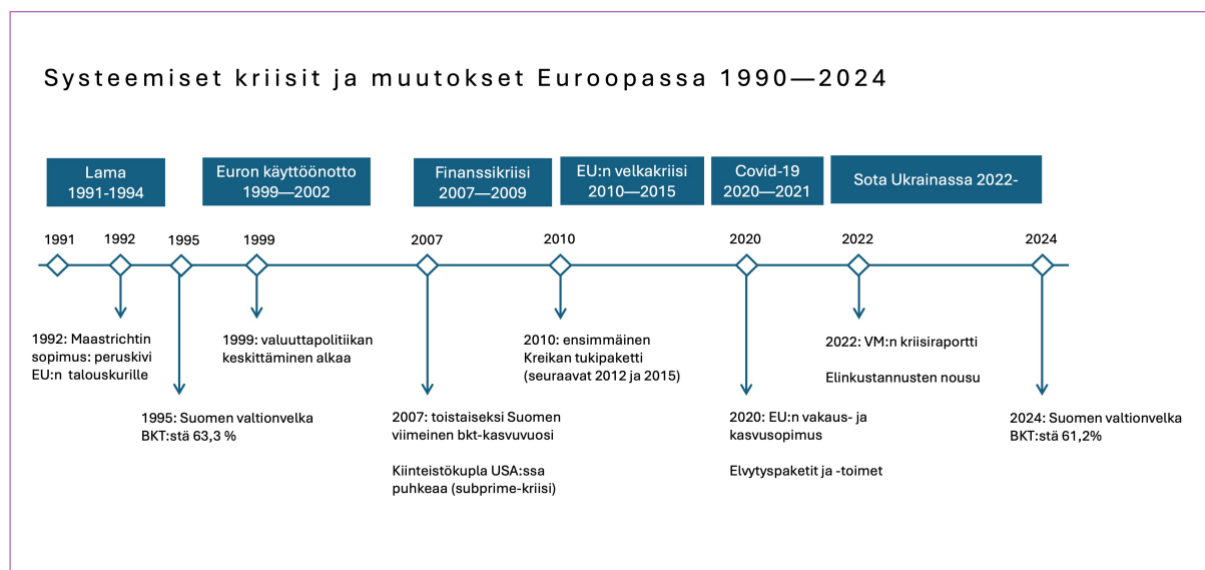 Systeemiset kriisit ja muutokset Euroopassa 1990—2024
Lama
1991-1994
Euron käyttöönotto
1999—2002
Finanssikriisi
2007—2009
EU:n velkakriisi
2010—2015
Covid-19
2020—2021
Sota Ukrainassa 2022-
1991
1992
1995
1999
2007
2010
2020
2022
2024
1992: Maastrichtin
sopimus: peruskivi
EU:n talouskurille
1995: Suomen valtionvelka
BKT:stä 63,3 %
1999: valuuttapolitiikan
keskittäminen alkaa
2007: toistaiseksi Suomen
viimeinen bkt-kasvuvuosi
Kiinteistökupla USA:ssa
puhkeaa (subprime-kriisi)
2010: ensimmäinen
Kreikan tukipaketti
(seuraavat 2012 ja 2015)
2020: EU:n vakaus- ja
kasvusopimus
Elvytyspaketit ja -toimet
2022: VM:n kriisiraportti
Elinkustannusten nousu
2024: Suomen valtionvelka
BKT:stä 61,2%